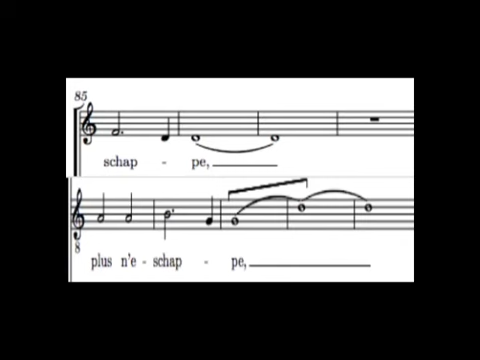 85
schap - pe,
8
plus n'e - schap - pe,